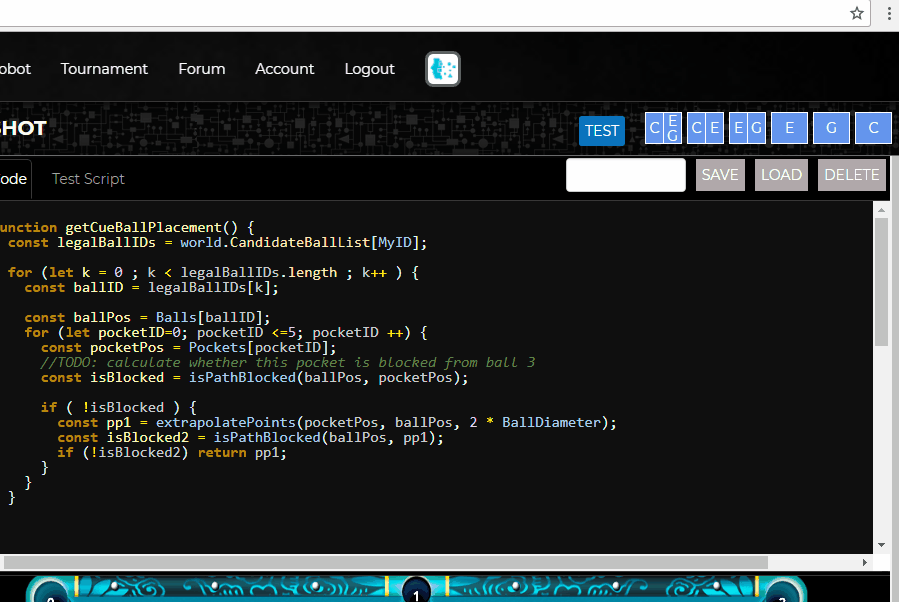 obot Tournament Forum Account Logout
SHOT TEST C E G C E E G E G C
ode Test Script SAVE LOAD DELETE
unction getCueBallPlacement() {
const legalBallIDs = world.CandidateBallList[MyID];
for (let k = 0 ; k < legalBallIDs.length ; k++ ) {
const ballID = legalBallIDs[k];
const ballPos = Balls[ballID];
for (let pocketID=0; pocketID <=5; pocketID ++) {
const pocketPos = Pockets[pocketID];
//TODO: calculate whether this pocket is blocked from ball 3
const isBlocked = isPathBlocked(ballPos, pocketPos);
if ( !isBlocked ) {
const pp1 = extrapolatePoints(pocketPos, ballPos, 2 * BallDiameter);
const isBlocked2 = isPathBlocked(ballPos, pp1);
if (!isBlocked2) return pp1;
}
}
}
0 1 2